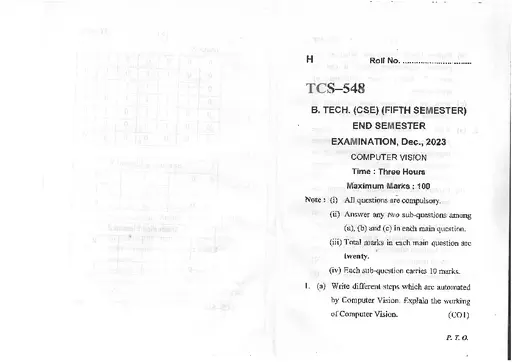 H Roll No. ..............................
TCS–548
B. TECH. (CSE) (FIFTH SEMESTER)
END SEMESTER
EXAMINATION, Dec., 2023
COMPUTER VISION
Time : Three Hours
Maximum Marks : 100
Note : (i) All questions are compulsory.
(ii) Answer any two sub-questions among
(a), (b) and (c) in each main question.
(iii) Total marks in each main question are
twenty.
(iv) Each sub-question carries 10 marks.
1. (a) Write different steps which are automated
by Computer Vision. Explain the working
of Computer Vision. (CO1)
P. T. O.